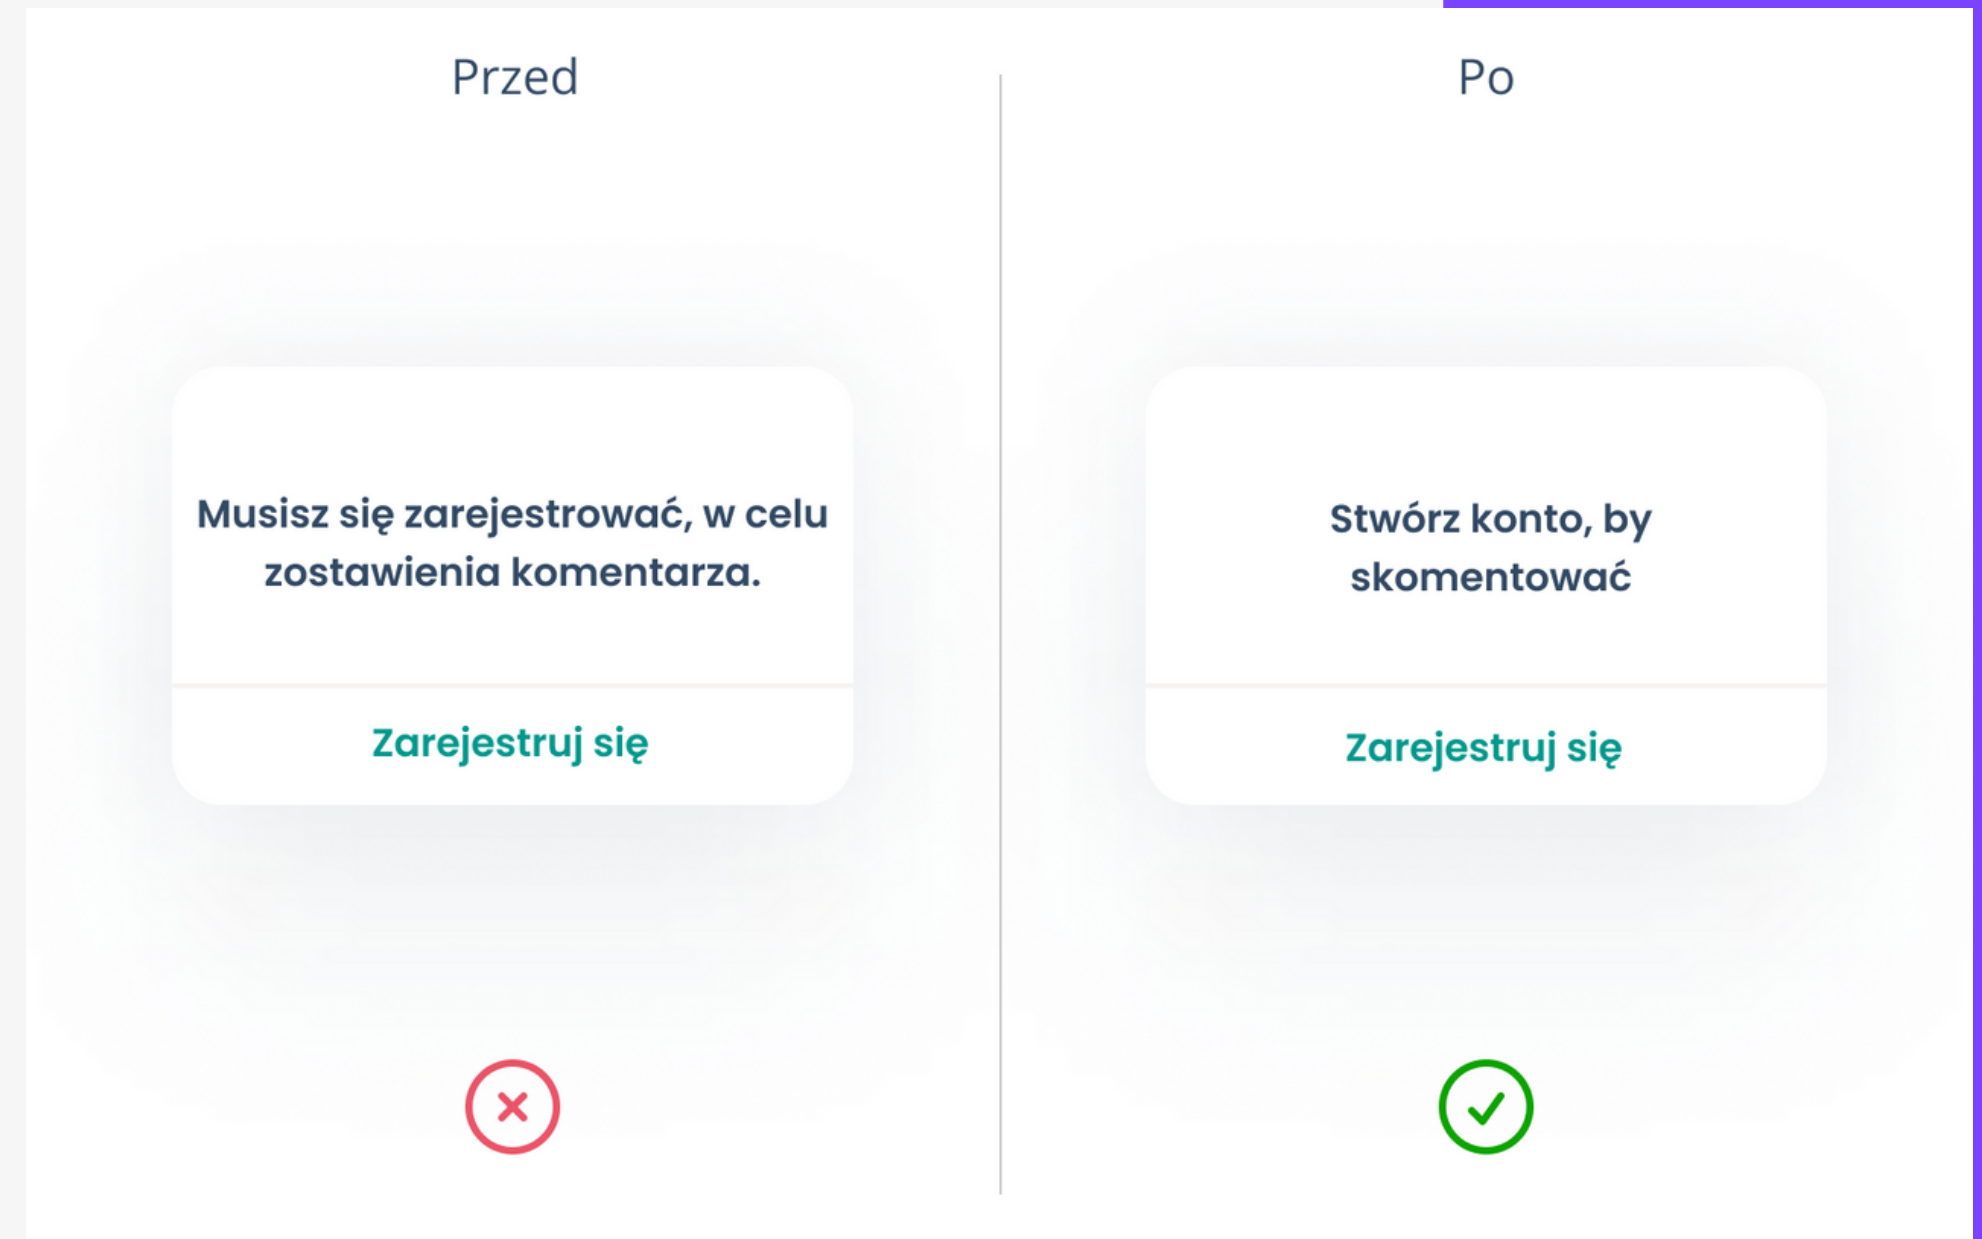 Przed
Musisz się zarejestrować, w celu
zostawienia komentarza.
Zarejestruj się
Po
Stwórz konto, by
skomentować
Zarejestruj się